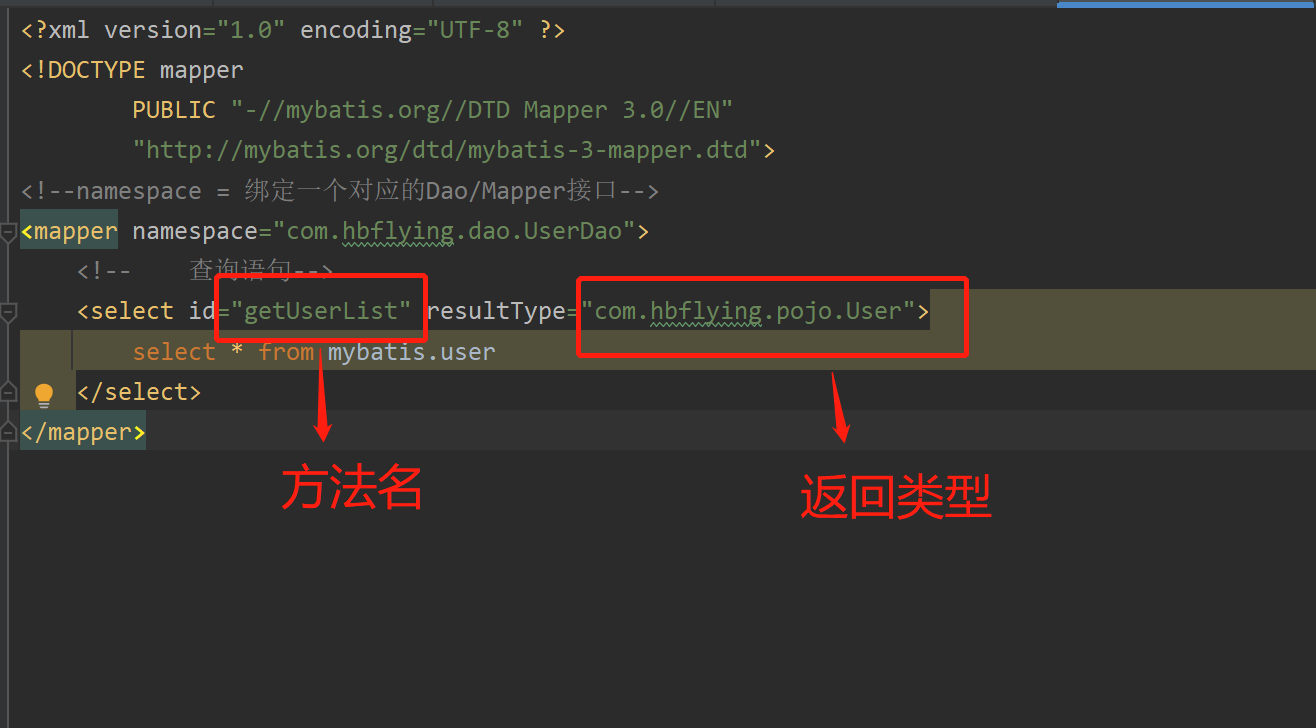 <?xml version="1.0" encoding="UTF-8" ?>
<!DOCTYPE mapper
PUBLIC "-//mybatis.org//DTD Mapper 3.0//EN"
"http://mybatis.org/dtd/mybatis-3-mapper.dtd">
<!--namespace = 绑定一个对应的Dao/Mapper接口-->
<mapper namespace="com.hbflying.dao.UserDao">
<!-- 查询语句-->
<select id="getUserList" resultType="com.hbflying.pojo.User">
select * from mybatis.user
</select>
</mapper>
方法名
返回类型